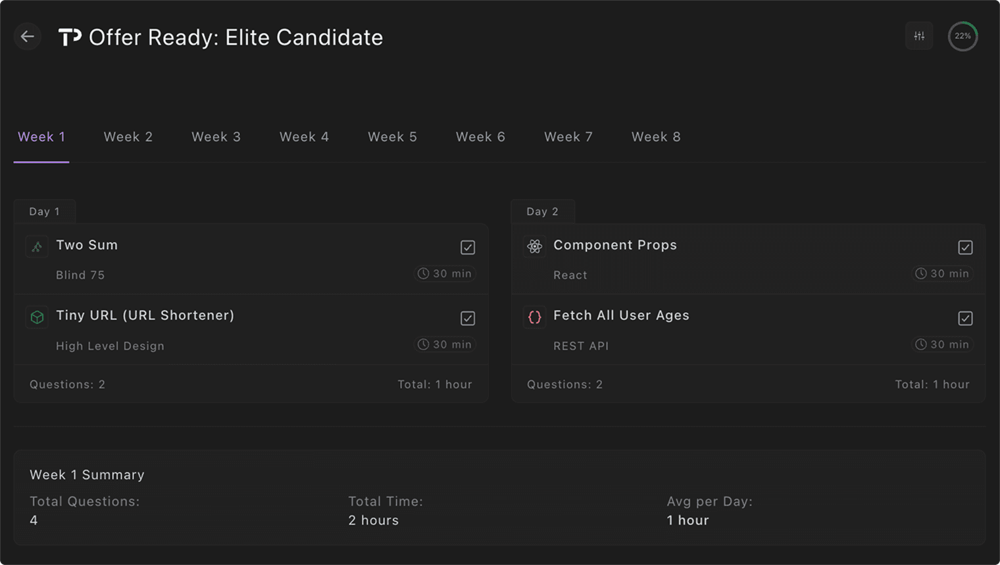 TP Offer Ready: Elite Candidate
22%
Week 1 Week 2 Week 3 Week 4 Week 5 Week 6 Week 7 Week 8
Day 1
Two Sum
Blind 75
30 min
Tiny URL (URL Shortener)
High Level Design
30 min
Questions: 2
Total: 1 hour
Day 2
Component Props
React
30 min
Fetch All User Ages
REST API
30 min
Questions: 2
Total: 1 hour
Week 1 Summary
Total Questions:
4
Total Time:
2 hours
Avg per Day:
1 hour